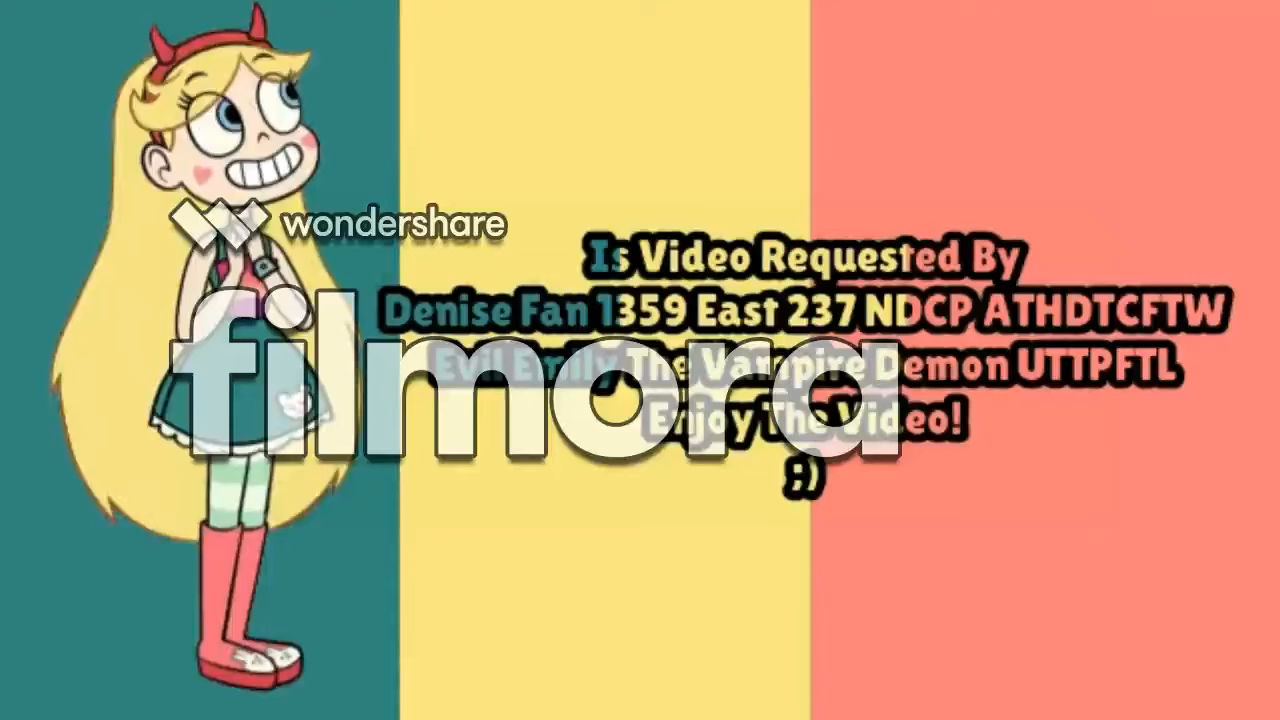 wondershare
filmora
Is Video Requested By
Denise Fan 1359 East 237 NDCP ATHDTCFTW
Evil Emily The Vampire Demon UTTPFTL
Enjoy The Video!
;)